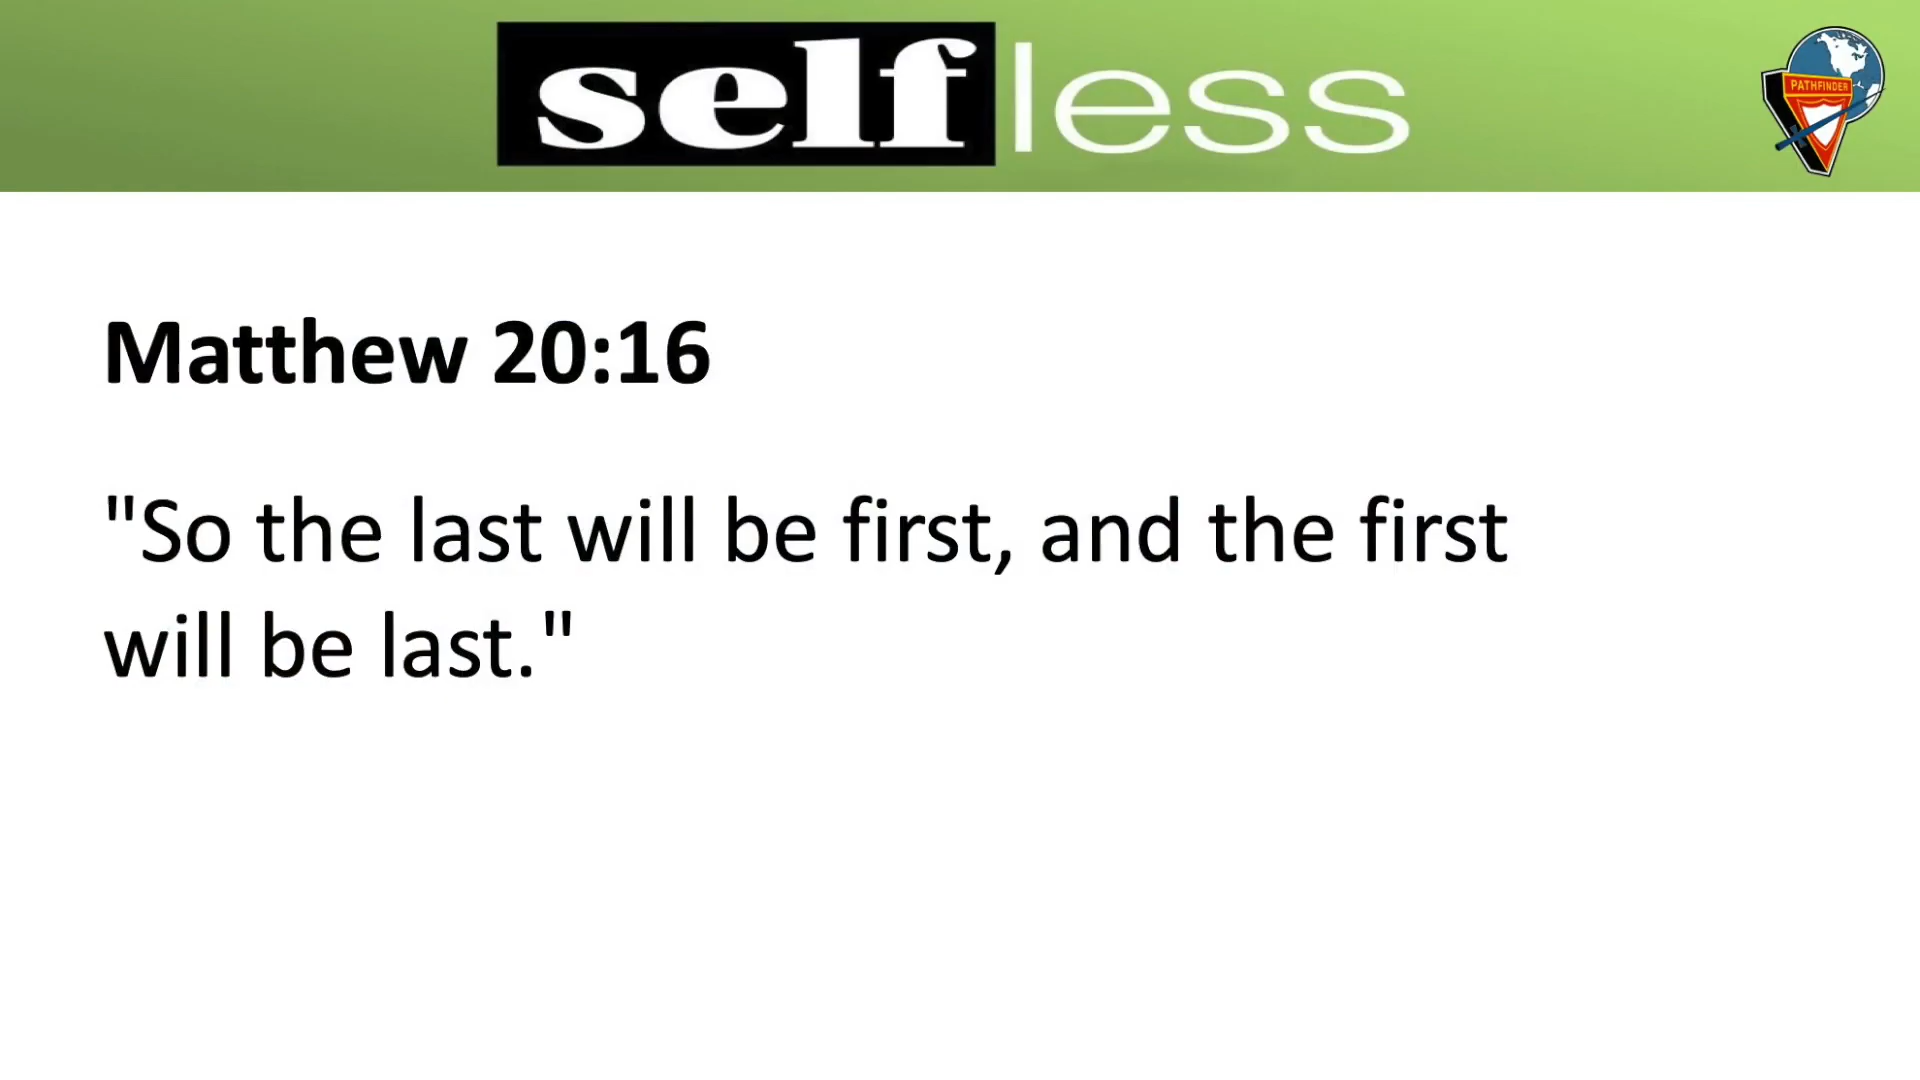 selfless
PATHFINDER
Matthew 20:16
"So the last will be first, and the first
will be last."